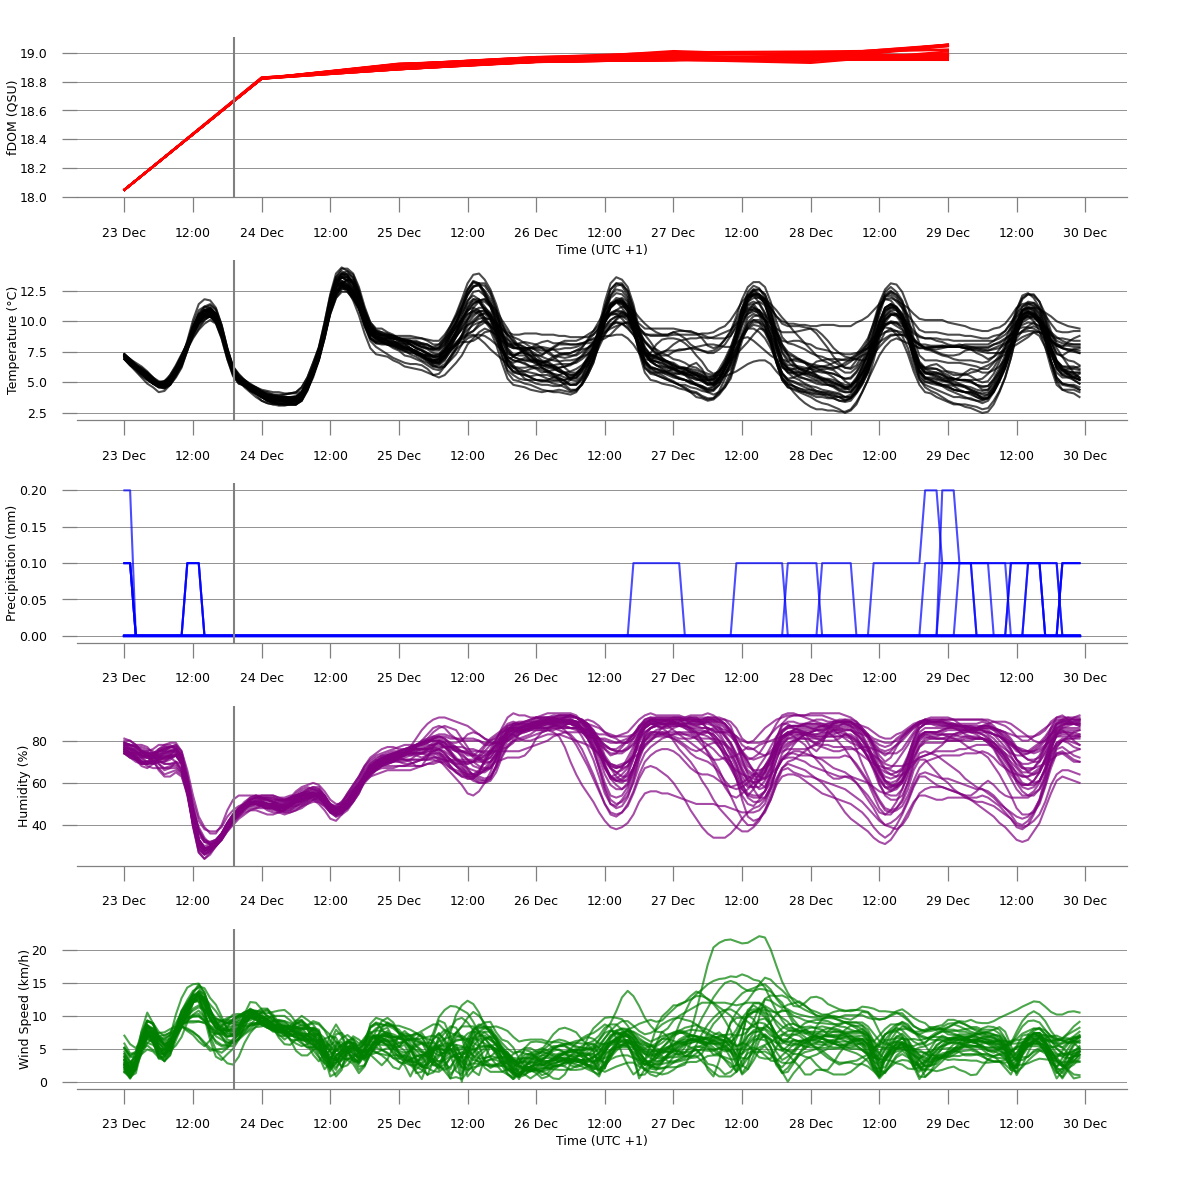 fDOM (QSU)
19.0
18.8
18.6
18.4
18.2
18.0
23 Dec 12:00 24 Dec 12:00 25 Dec 12:00 26 Dec 12:00 27 Dec 12:00 28 Dec 12:00 29 Dec 12:00 30 Dec
Time (UTC +1)
Temperature (°C)
12.5
10.0
7.5
5.0
2.5
23 Dec 12:00 24 Dec 12:00 25 Dec 12:00 26 Dec 12:00 27 Dec 12:00 28 Dec 12:00 29 Dec 12:00 30 Dec
Precipitation (mm)
0.20
0.15
0.10
0.05
0.00
23 Dec 12:00 24 Dec 12:00 25 Dec 12:00 26 Dec 12:00 27 Dec 12:00 28 Dec 12:00 29 Dec 12:00 30 Dec
Humidity (%)
80
60
40
23 Dec 12:00 24 Dec 12:00 25 Dec 12:00 26 Dec 12:00 27 Dec 12:00 28 Dec 12:00 29 Dec 12:00 30 Dec
Wind Speed (km/h)
20
15
10
5
0
23 Dec 12:00 24 Dec 12:00 25 Dec 12:00 26 Dec 12:00 27 Dec 12:00 28 Dec 12:00 29 Dec 12:00 30 Dec
Time (UTC +1)